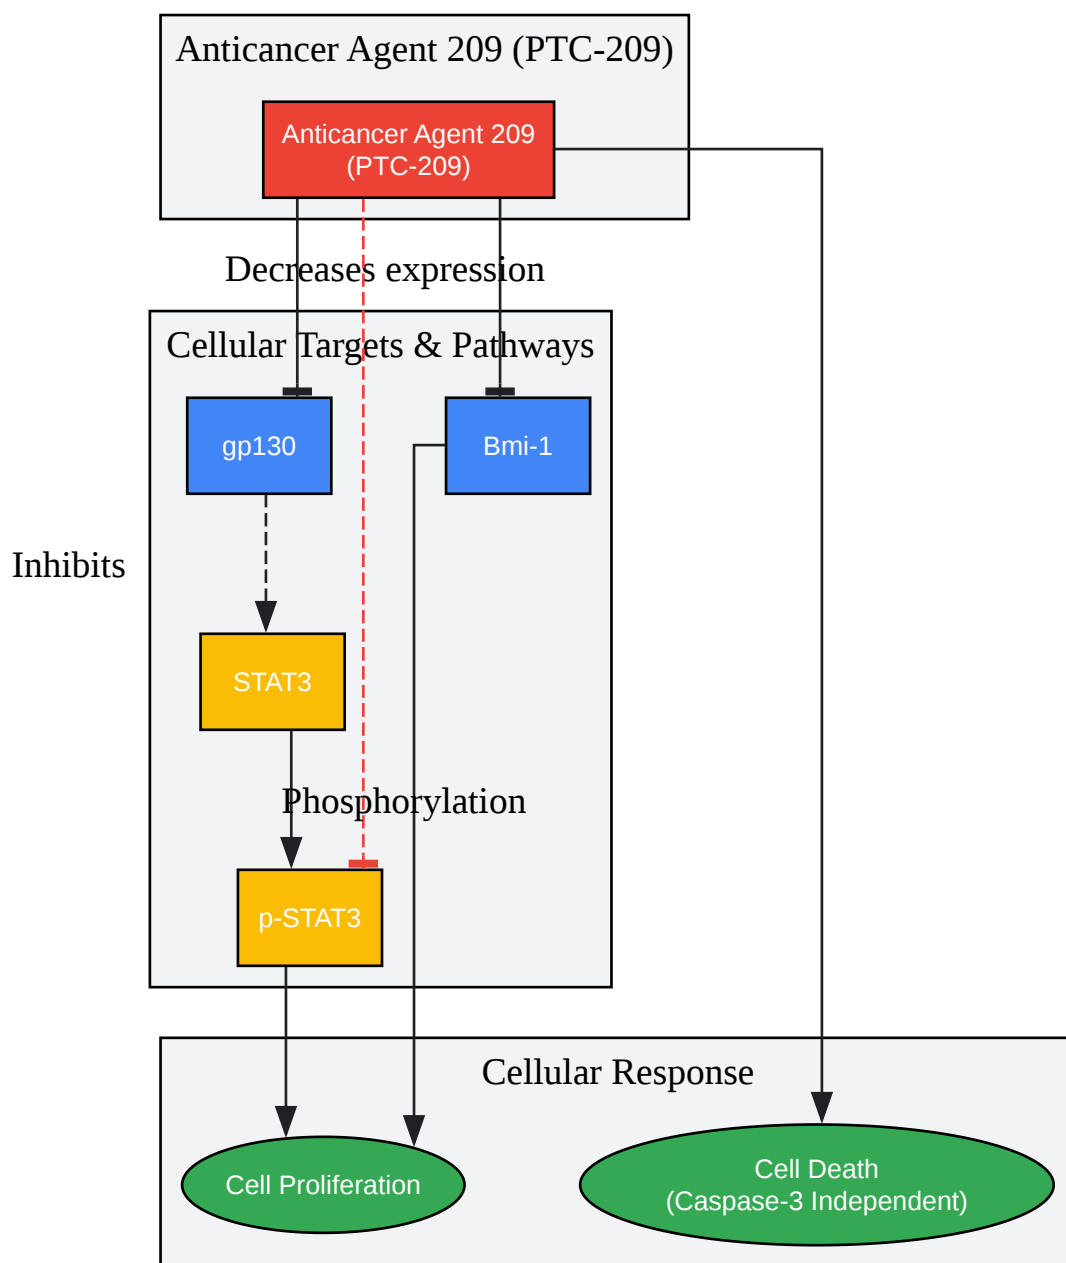 Anticancer Agent 209 (PTC-209)
Anticancer Agent 209
(PTC-209)
Decreases expression
Cellular Targets & Pathways
gp130
Bmi-1
Inhibits
STAT3
Phosphorylation
p-STAT3
Cellular Response
Cell Proliferation
Cell Death
(Caspase-3 Independent)